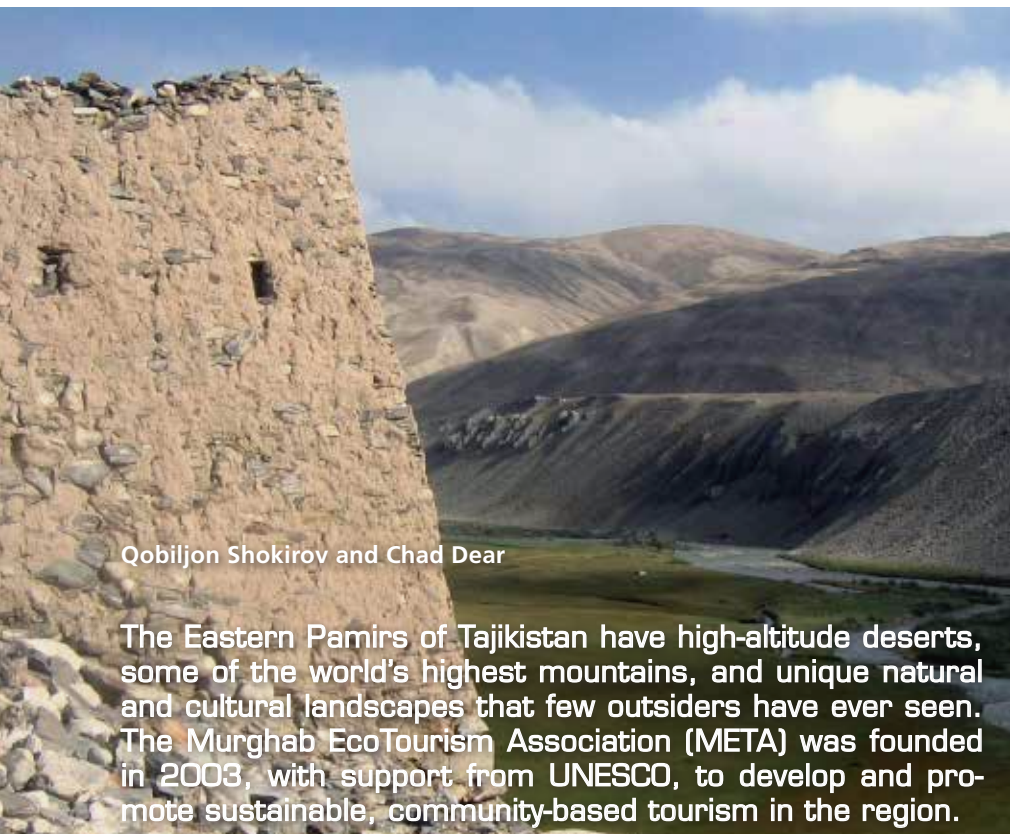 Qobiljon Shokirov and Chad Dear
The Eastern Pamirs of Tajikistan have high-altitude deserts,
some of the world's highest mountains, and unique natural
and cultural landscapes that few outsiders have ever seen.
The Murghab EcoTourism Association (META) was founded
in 2003, with support from UNESCO, to develop and pro-
mote sustainable, community-based tourism in the region.